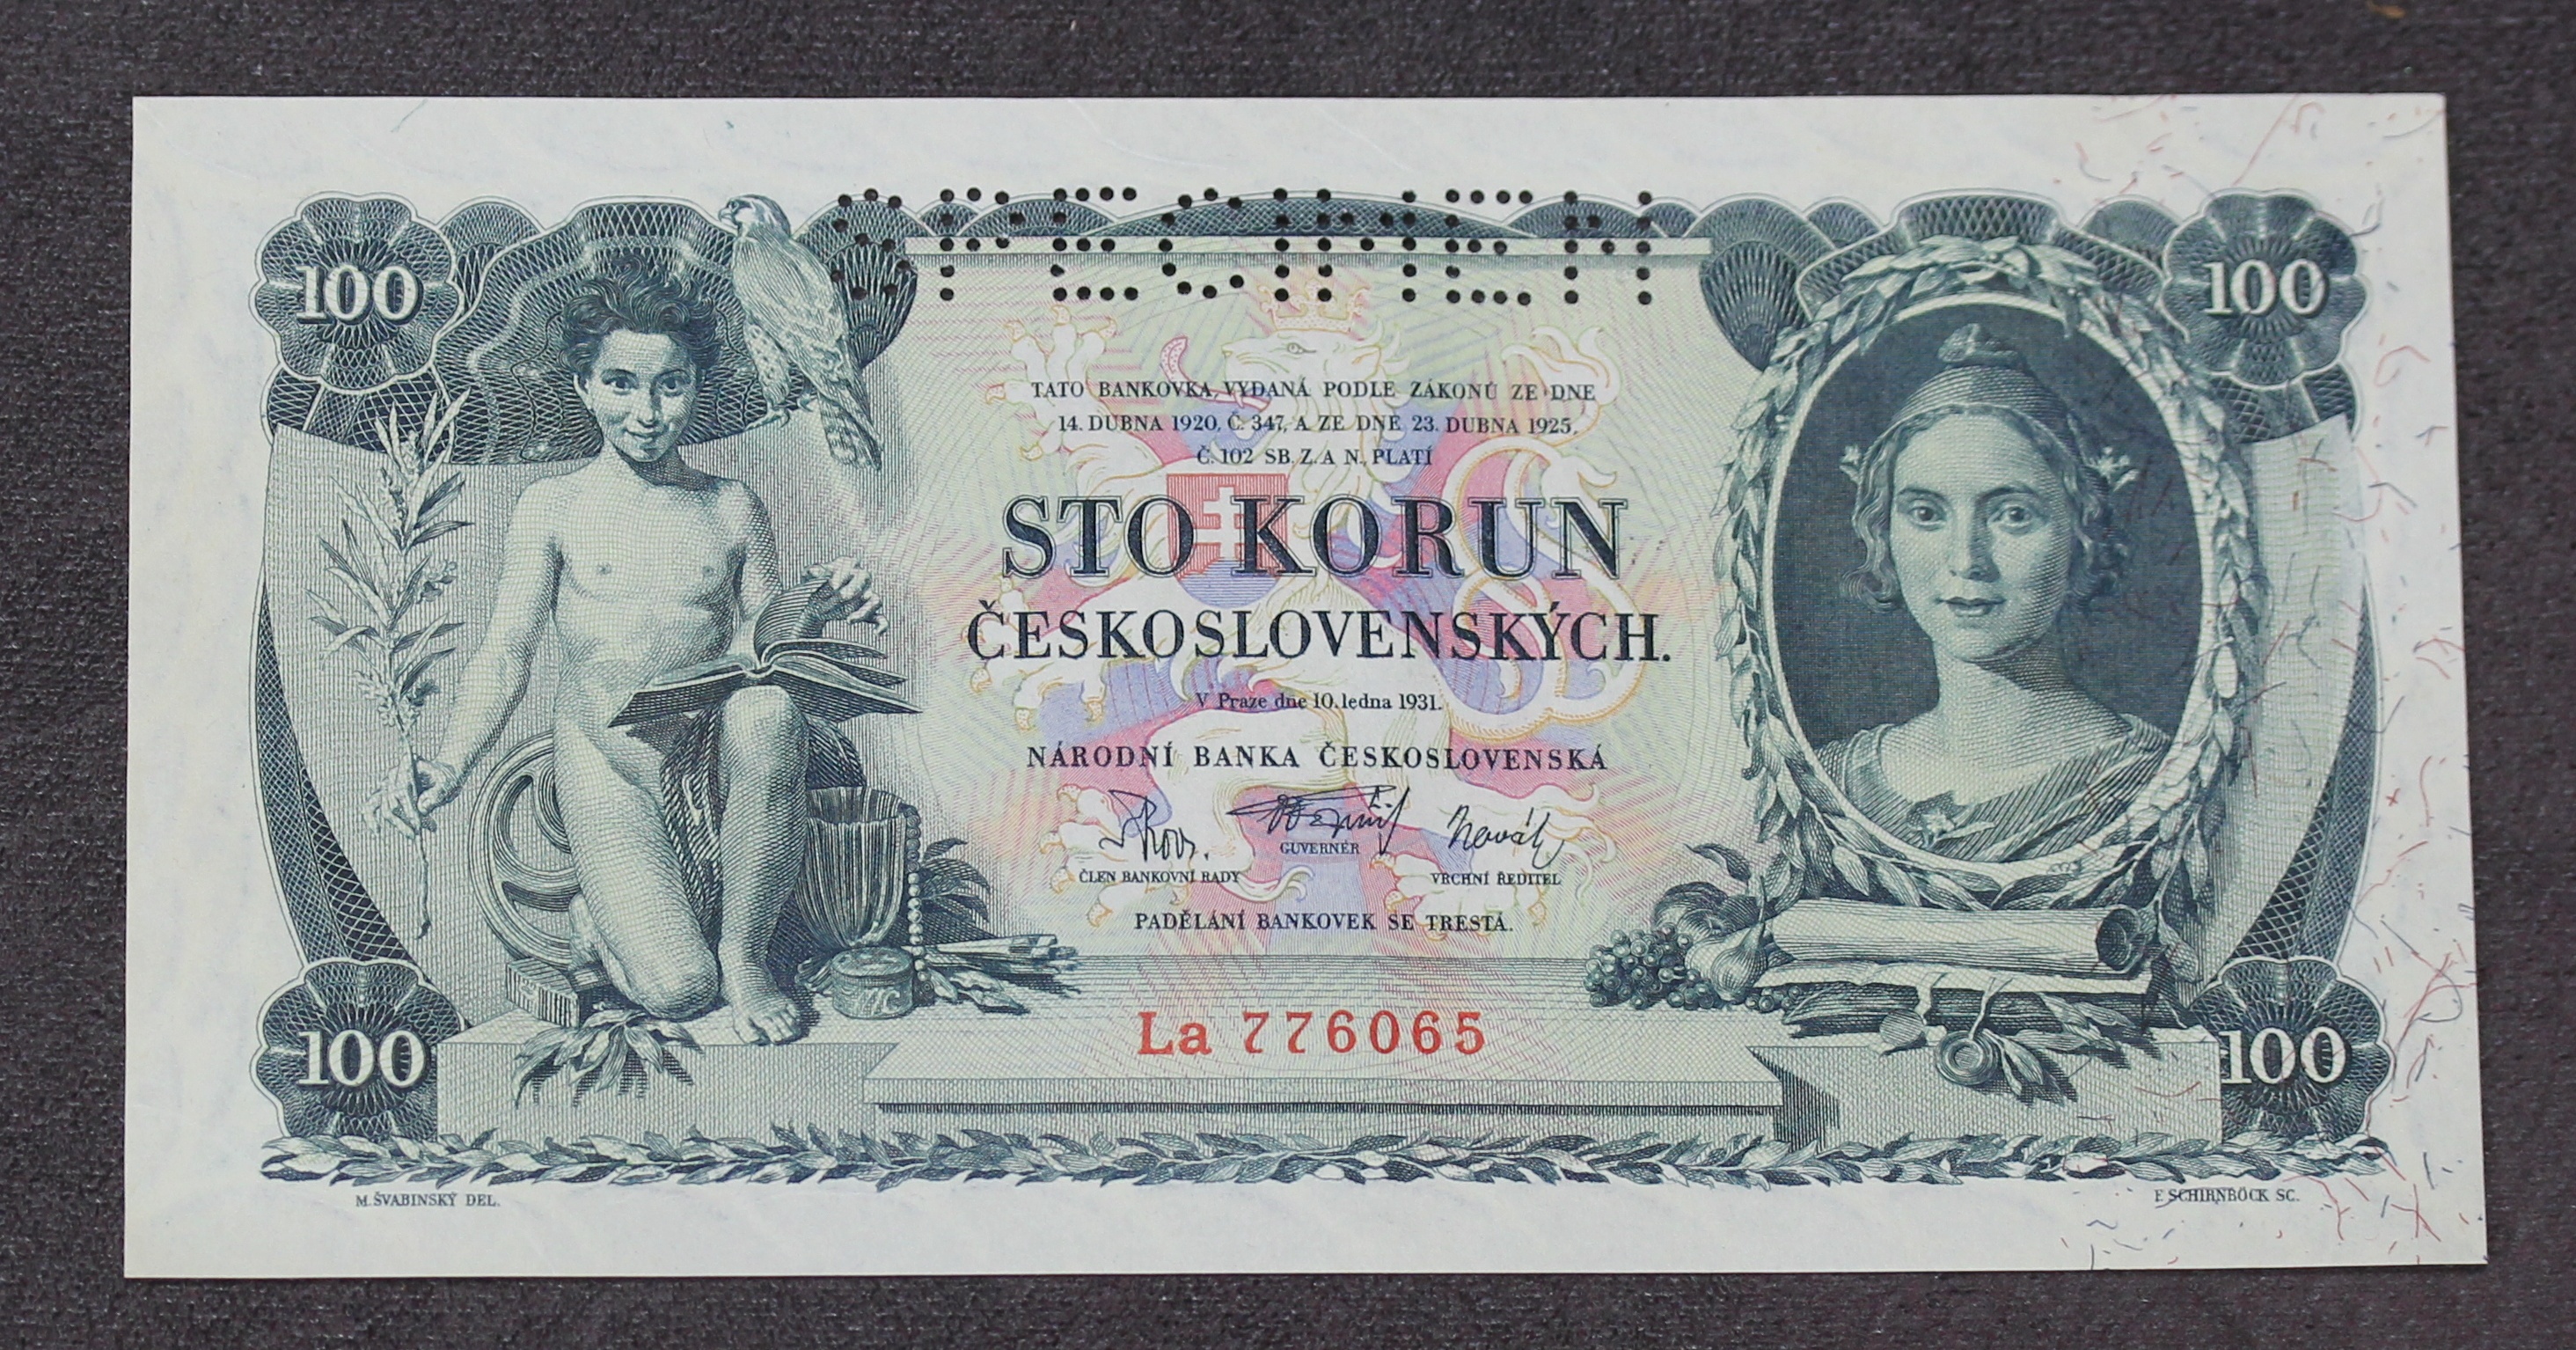 SPECIMEN
100
100
TATO BANKOVKA, VYDANÁ PODLE ZÁKONŮ ZE DNE
14. DUBNA 1920, Č. 347, A ZE DNE 23. DUBNA 1925,
Č. 102 SB. Z. A N., PLATÍ
STO KORUN
ČESKOSLOVENSKÝCH.
V Praze dne 10. ledna 1931.
NÁRODNÍ BANKA ČESKOSLOVENSKÁ
GUVERNÉR
ČLEN BANKOVNÍ RADY
VRCHNÍ ŘEDITEL
PADĚLÁNÍ BANKOVEK SE TRESTÁ.
La 776065
100
100
M. ŠVABINSKÝ DEL.
F. SCHIRNBÖCK SC.